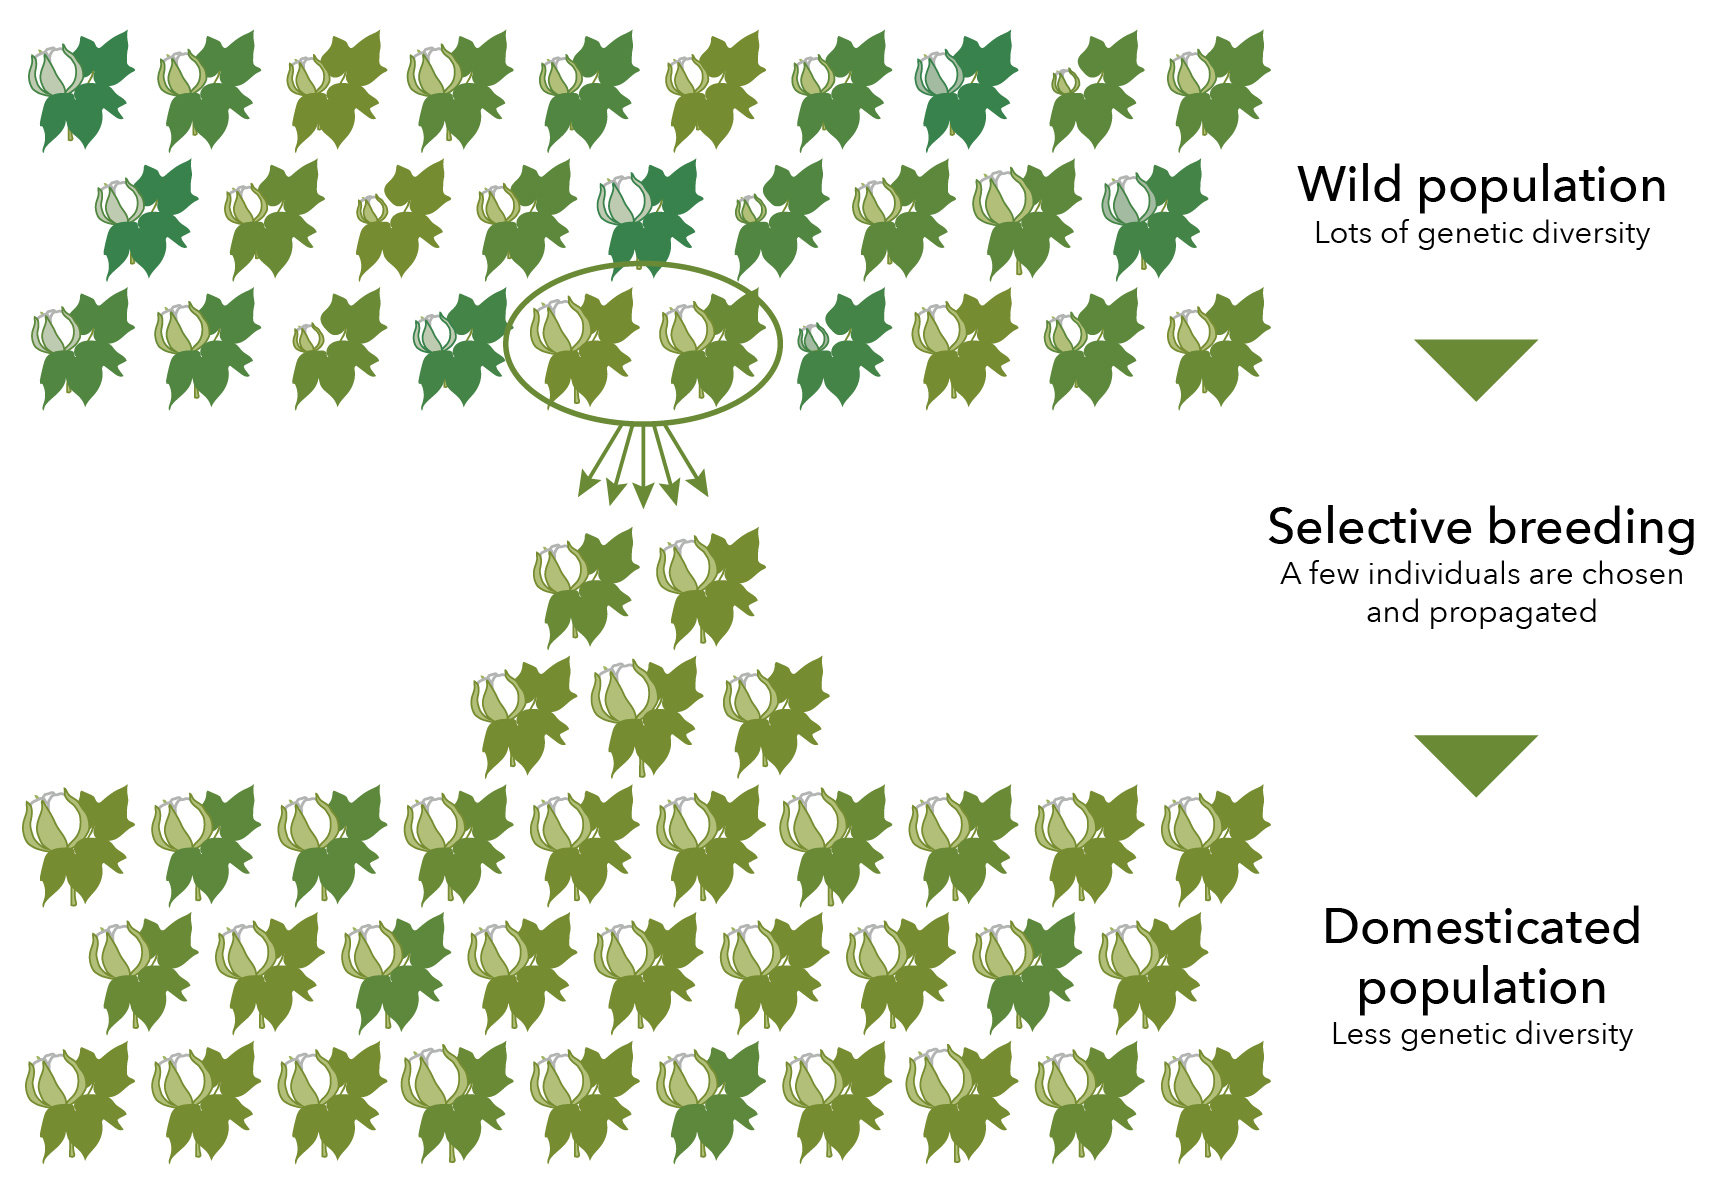 Wild population
Lots of genetic diversity
Selective breeding
A few individuals are chosen
and propagated
Domesticated
population
Less genetic diversity